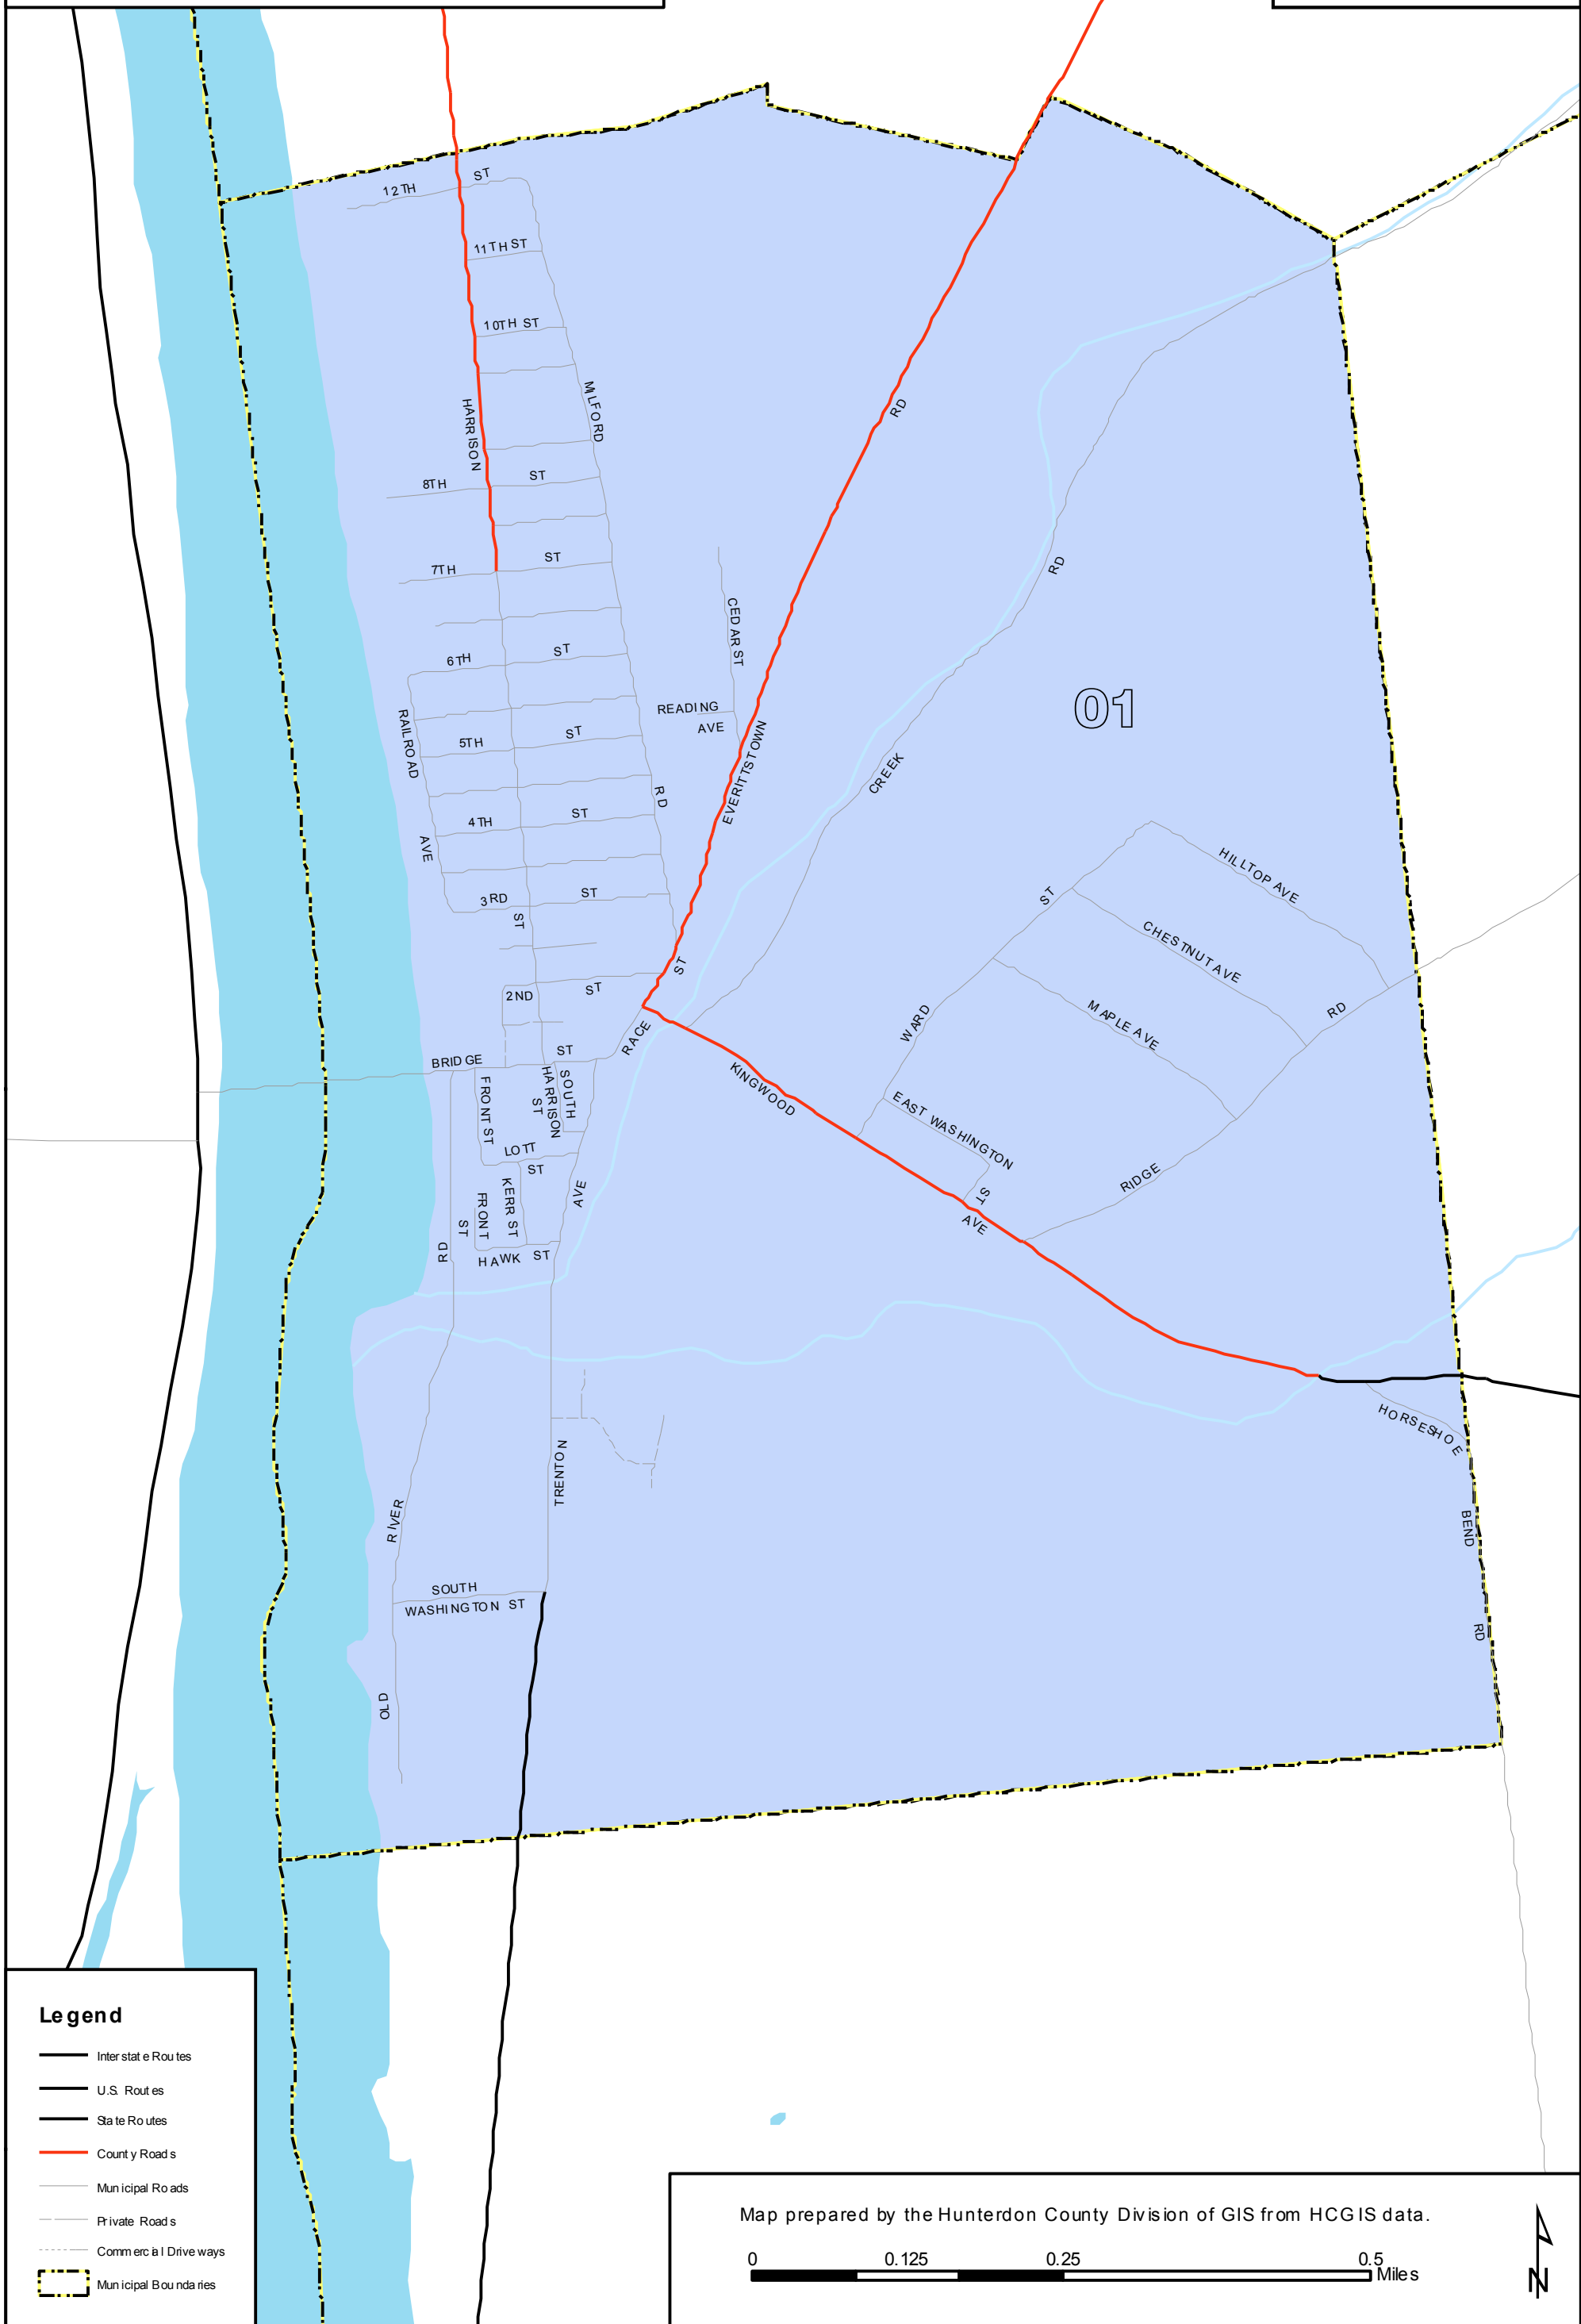 12TH ST
11TH ST
10TH ST
HARRISON
MILFORD
RD
8TH ST
7TH ST
RD
CEDAR ST
6TH ST
01
READING
AVE
RAILROAD
5TH ST
EVERITTSTOWN
CREEK
RD
4TH ST
AVE
HILLTOP AVE
ST
3RD ST
ST
CHESTNUT AVE
ST
2ND ST
RD
WARD
MAPLE AVE
RACE
BRIDGE ST
KINGWOOD
FRONT ST
HARRISON
ST
SOUTH
EAST WASHINGTON
LOTT
ST
RIDGE
KERR ST
AVE
ST
FRONT
ST
AVE
RD
HAWK ST
HORSESHOE
TRENTON
RIVER
BEND
SOUTH
WASHINGTON ST
RD
OLD
Legend
Interstate Routes
U.S. Routes
State Routes
County Roads
Municipal Roads
Private Roads
Commercial Driveways
Municipal Boundaries
Map prepared by the Hunterdon County Division of GIS from HCGIS data.
0 0.125 0.25 0.5
Miles
N